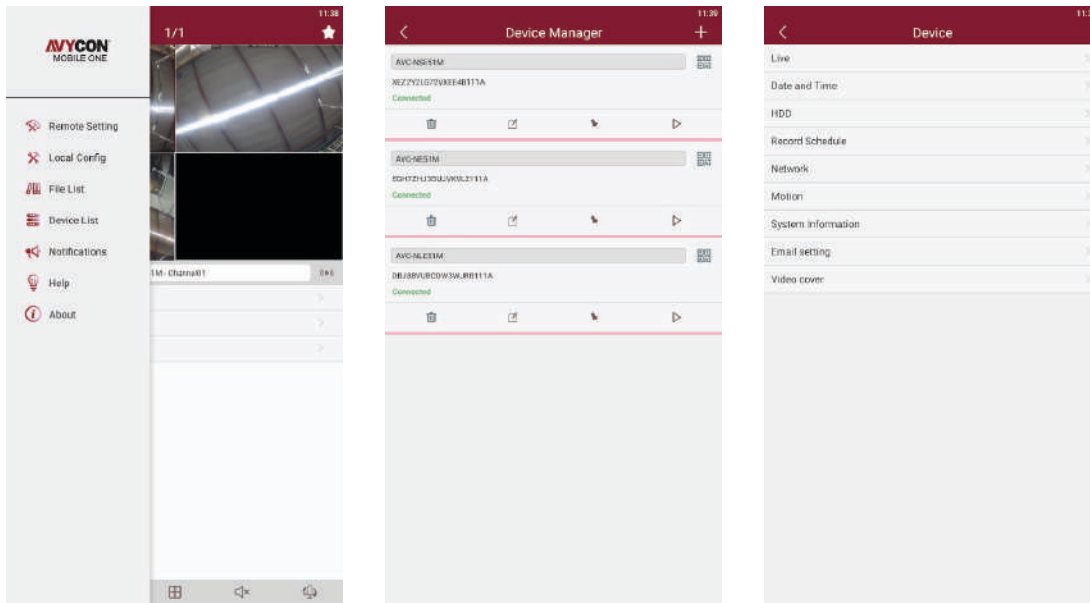 11:38
AVYCON
MOBILE ONE
1/1
Remote Setting
Local Config
File List
Device List
Notifications
Help
About
1M- Channel01
11:39
Device Manager
AVC-NSE51M
Connected
Connected
Connected
Device
Live
Date and Time
HDD
Record Schedule
Network
Motion
System Information
Email setting
Video cover